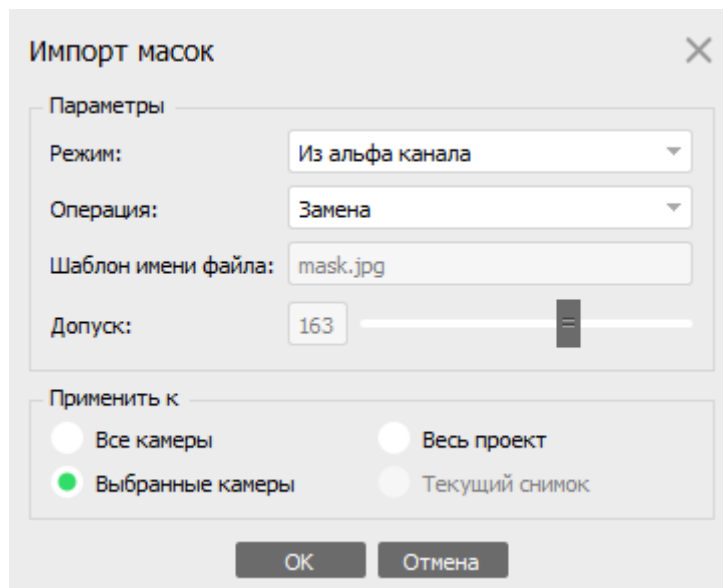 Импорт масок
Параметры
Режим: Из альфа канала
Операция: Замена
Шаблон имени файла: mask.jpg
Допуск: 163
Применить к
Все камеры Весь проект
Выбранные камеры Текущий снимок
OK Отмена